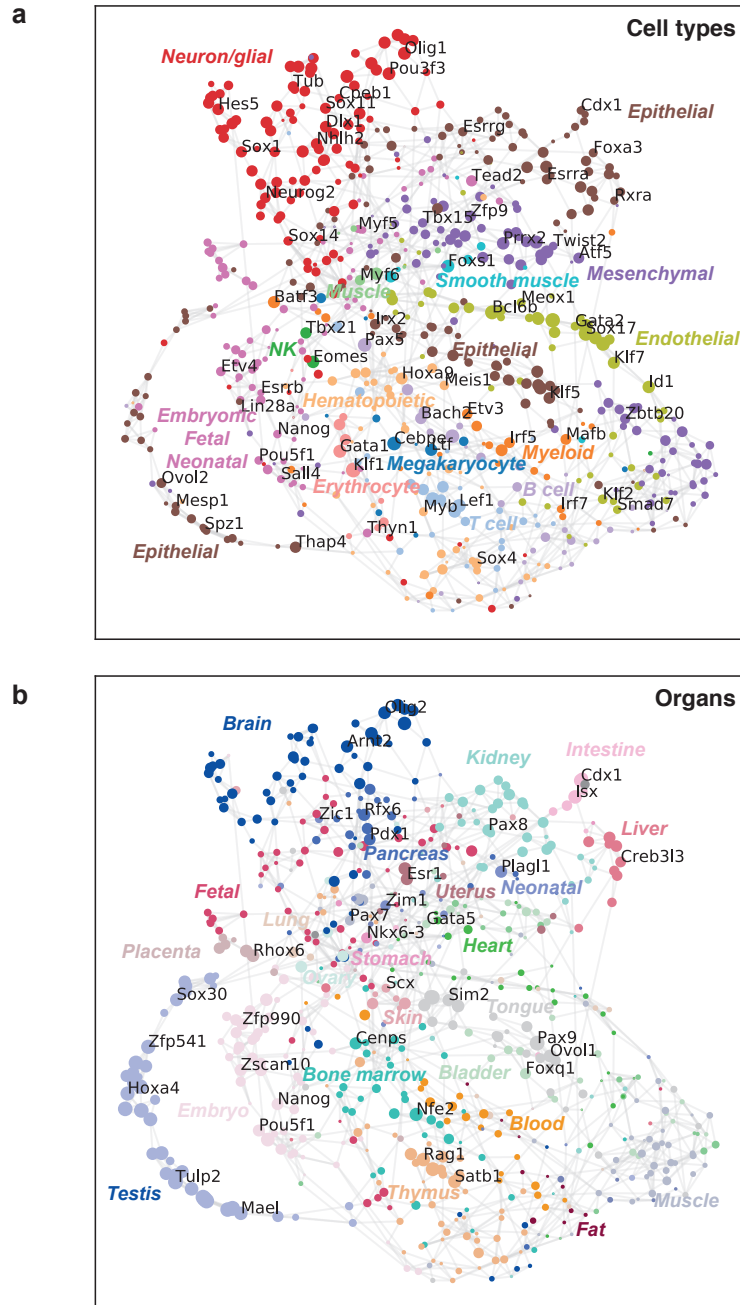 a
Cell types
Neuron/glial
Olig1
Pou3f3
Tub
Cpeb1
Hes5
Sox11
Dlx1
Nhlh2
Sox1
Esrrg
Cdx1
Epithelial
Foxa3
Tead2
Esrra
Rxra
Neurog2
Zfp9
Tbx15
Myf5
Sox14
Prrx2
Twist2
Atf5
Foxs1
Myf6
Smooth muscle
Mesenchymal
Muscle
Batf3
Meox1
Bcl6b
Irx2
Tbx21
Gata2
Sox17
Pax5
Endothelial
NK
Eomes
Epithelial
Klf7
Etv4
Hoxa9
Meis1
Id1
Esrrb
Klf5
Hematopoietic
Lin28a
Bach2
Etv3
Zbtb20
Embryonic
Fetal
Neonatal
Nanog
Gata1
Cebpe
Ltf
Irf5
Mafb
Pou5f1
Myeloid
Megakaryocyte
Klf1
Sall4
Ovol2
Erythrocyte
B cell
Mesp1
Klf2
Myb
Lef1
Irf7
Smad7
Spz1
Thyn1
T cell
Thap4
Epithelial
Sox4
b
Organs
Olig2
Brain
Arnt2
Kidney
Intestine
Cdx1
Isx
Zic1
Rfx6
Pax8
Liver
Pdx1
Pancreas
Creb3l3
Plagl1
Esr1
Fetal
Uterus
Neonatal
Zim1
Pax7
Gata5
Lung
Nkx6-3
Heart
Placenta
Rhox6
Stomach
Ovary
Scx
Sox30
Sim2
Tongue
Zfp990
Skin
Zfp541
Cenps
Pax9
Ovol1
Zscan10
Bone marrow
Bladder
Foxq1
Hoxa4
Nanog
Embryo
Nfe2
Blood
Pou5f1
Rag1
Tulp2
Satb1
Testis
Thymus
Muscle
Mael
Fat